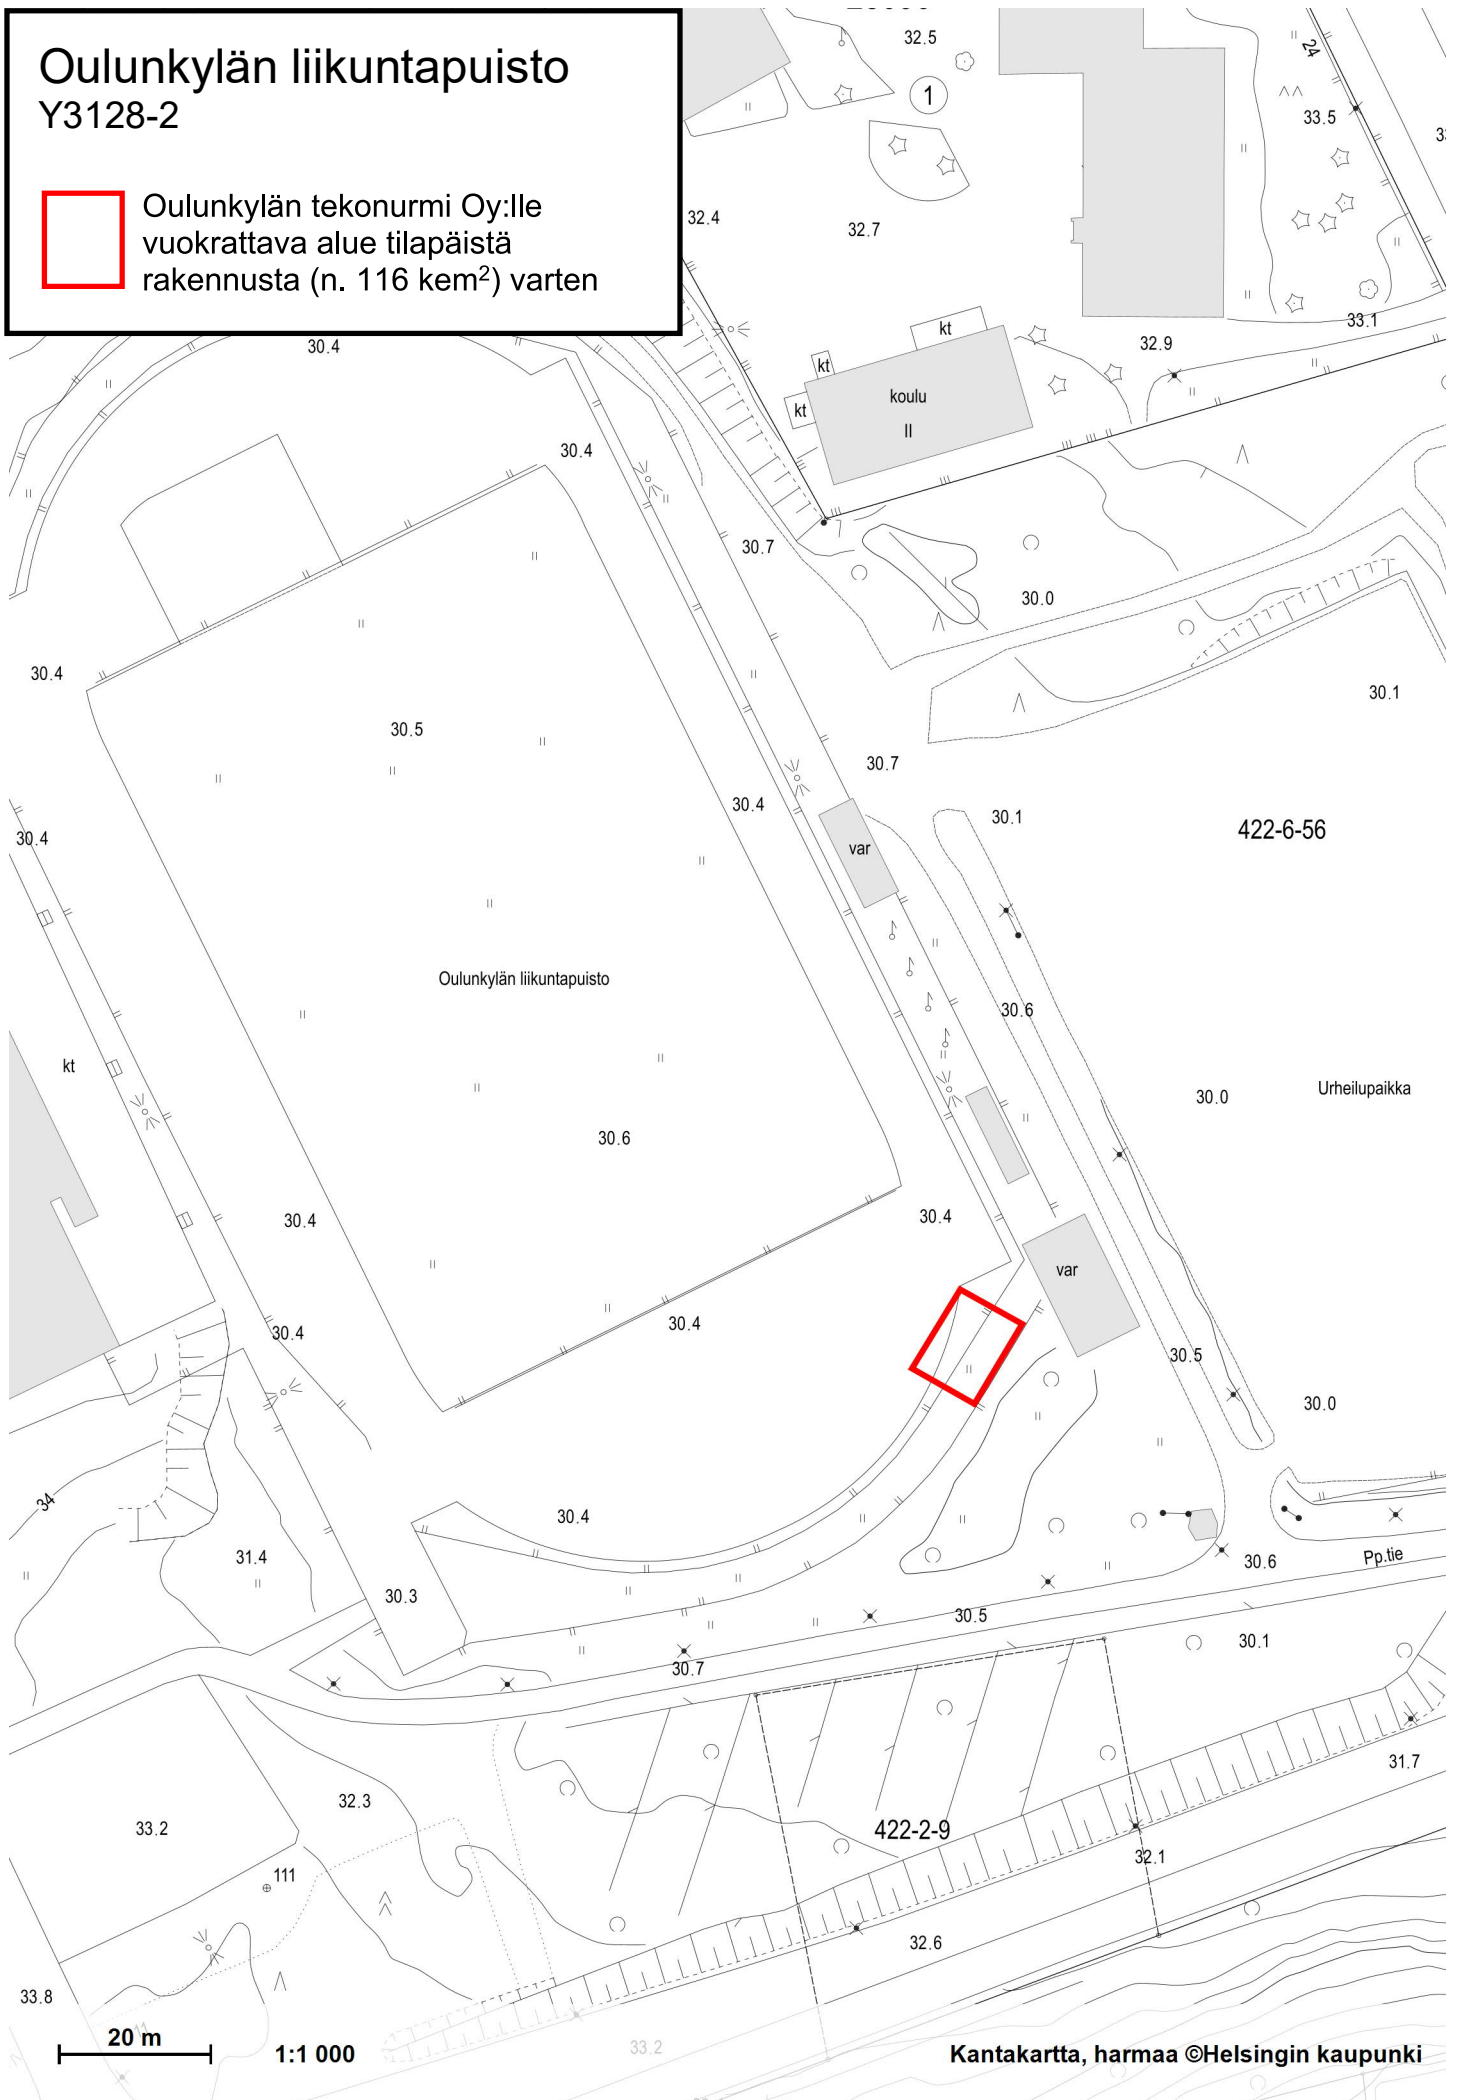 Oulunkylän liikuntapuisto
Y3128-2
Oulunkylän tekonurmi Oy:lle
vuokrattava alue tilapäistä
rakennusta (n. 116 kem²) varten
32.5
24
1
33.5
32.4
32.7
33.1
kt
32.9
30.4
kt
koulu
kt
II
30.4
30.7
30.0
30.4
30.1
30.5
30.7
30.4
30.1
422-6-56
30.4
var
Oulunkylän liikuntapuisto
30.6
kt
Urheilupaikka
30.0
30.6
30.4
30.4
var
30.4
30.4
30.5
30.0
34
30.4
31.4
30.6
Pp.tie
30.3
30.5
30.1
30.7
31.7
32.3
33.2
422-2-9
32.1
111
32.6
33.8
20 m
1:1 000
33.2
Kantakartta, harmaa ©Helsingin kaupunki